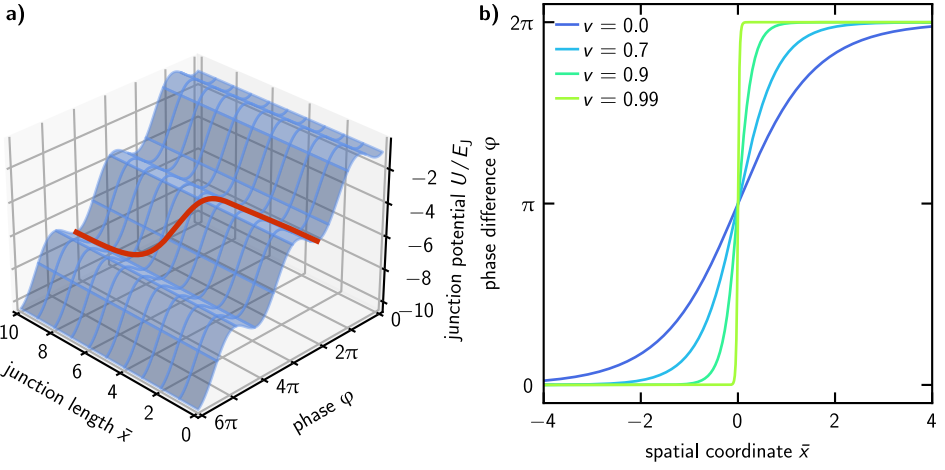 a)
junction potential U / E_J
−2
−4
−6
−8
−10
0
2π
4π
6π
phase φ
10
8
6
4
2
0
junction length x̄
b)
phase difference φ
2π
π
0
v = 0.0
v = 0.7
v = 0.9
v = 0.99
−4
−2
0
2
4
spatial coordinate x̄